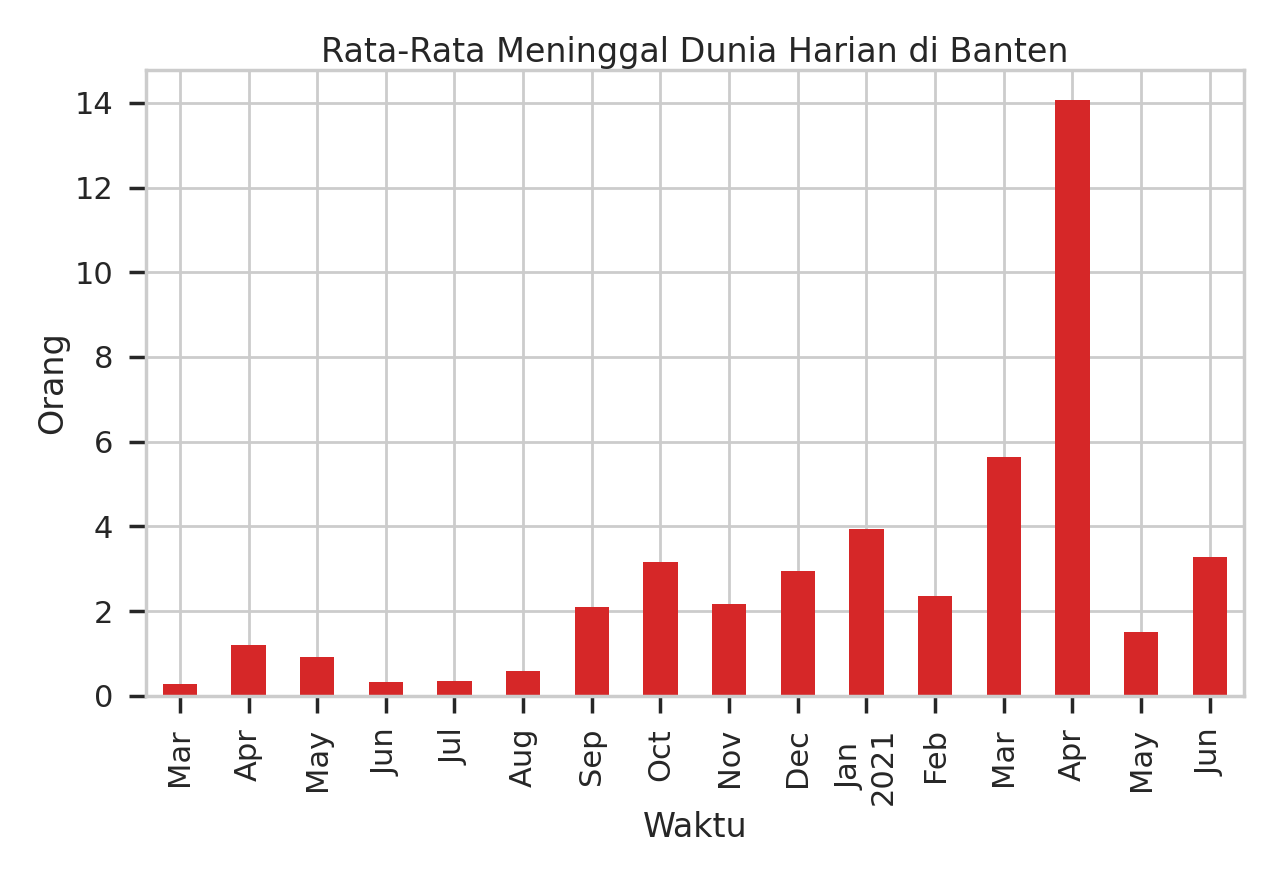 Rata-Rata Meninggal Dunia Harian di Banten
14
12
10
8
6
4
2
0
Orang
Mar
Apr
May
Jun
Jul
Aug
Sep
Oct
Nov
Dec
Jan
2021
Feb
Mar
Apr
May
Jun
Waktu